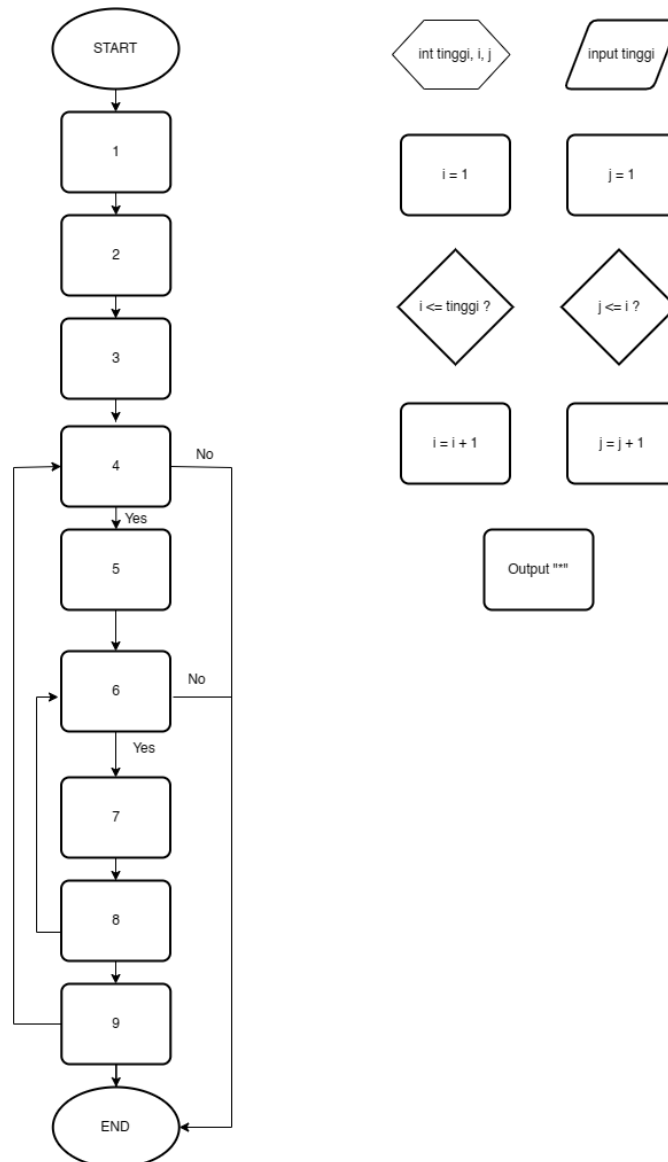 START
1
2
3
4
No
Yes
5
6
No
Yes
7
8
9
END
int tinggi, i, j
input tinggi
i = 1
j = 1
i <= tinggi ?
j <= i ?
i = i + 1
j = j + 1
Output "*"